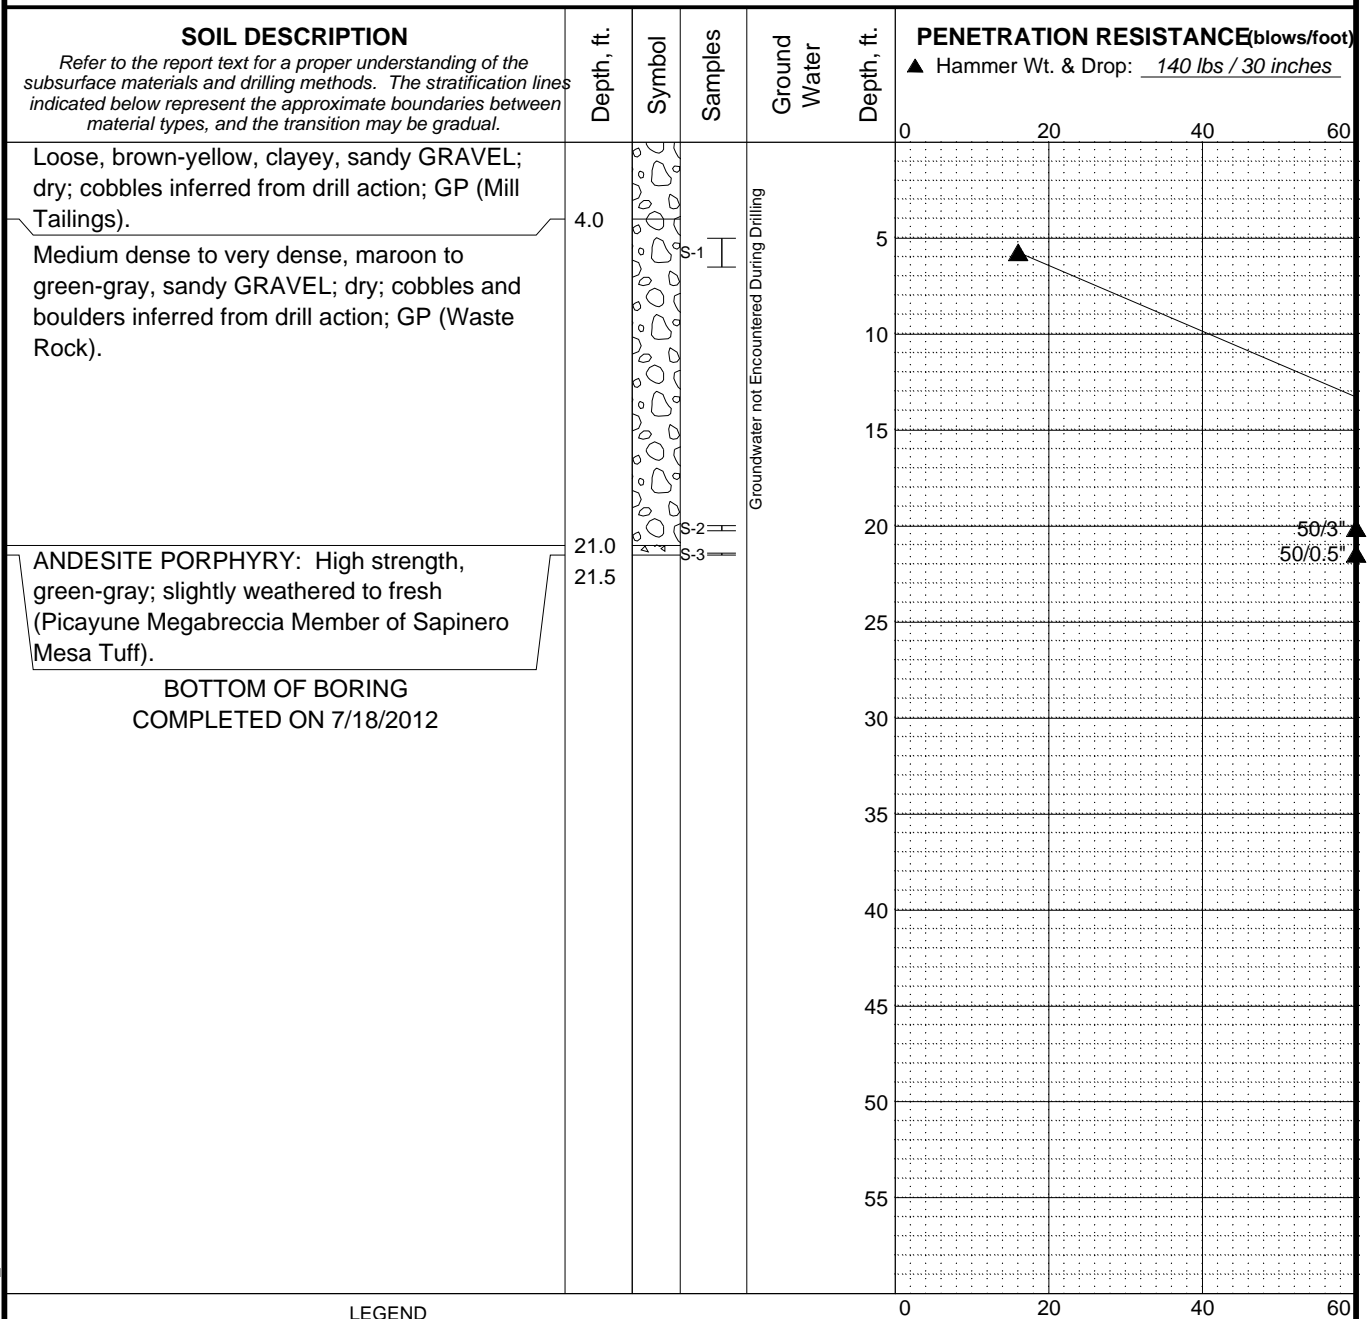 SOIL DESCRIPTION
Refer to the report text for a proper understanding of the
subsurface materials and drilling methods. The stratification lines
indicated below represent the approximate boundaries between
material types, and the transition may be gradual.
Depth, ft.
Symbol
Samples
Ground
Water
Depth, ft.
PENETRATION RESISTANCE(blows/foot)
▲ Hammer Wt. & Drop: 140 lbs / 30 inches
0 20 40 60
Loose, brown-yellow, clayey, sandy GRAVEL;
dry; cobbles inferred from drill action; GP (Mill
Tailings).
4.0
Medium dense to very dense, maroon to
green-gray, sandy GRAVEL; dry; cobbles and
boulders inferred from drill action; GP (Waste
Rock).
21.0
ANDESITE PORPHYRY: High strength,
green-gray; slightly weathered to fresh
(Picayune Megabreccia Member of Sapinero
Mesa Tuff).
21.5
BOTTOM OF BORING
COMPLETED ON 7/18/2012
S-1
S-2
S-3
Groundwater not Encountered During Drilling
5
10
15
20
25
30
35
40
45
50
55
50/3"
50/0.5"
LEGEND
0 20 40 60